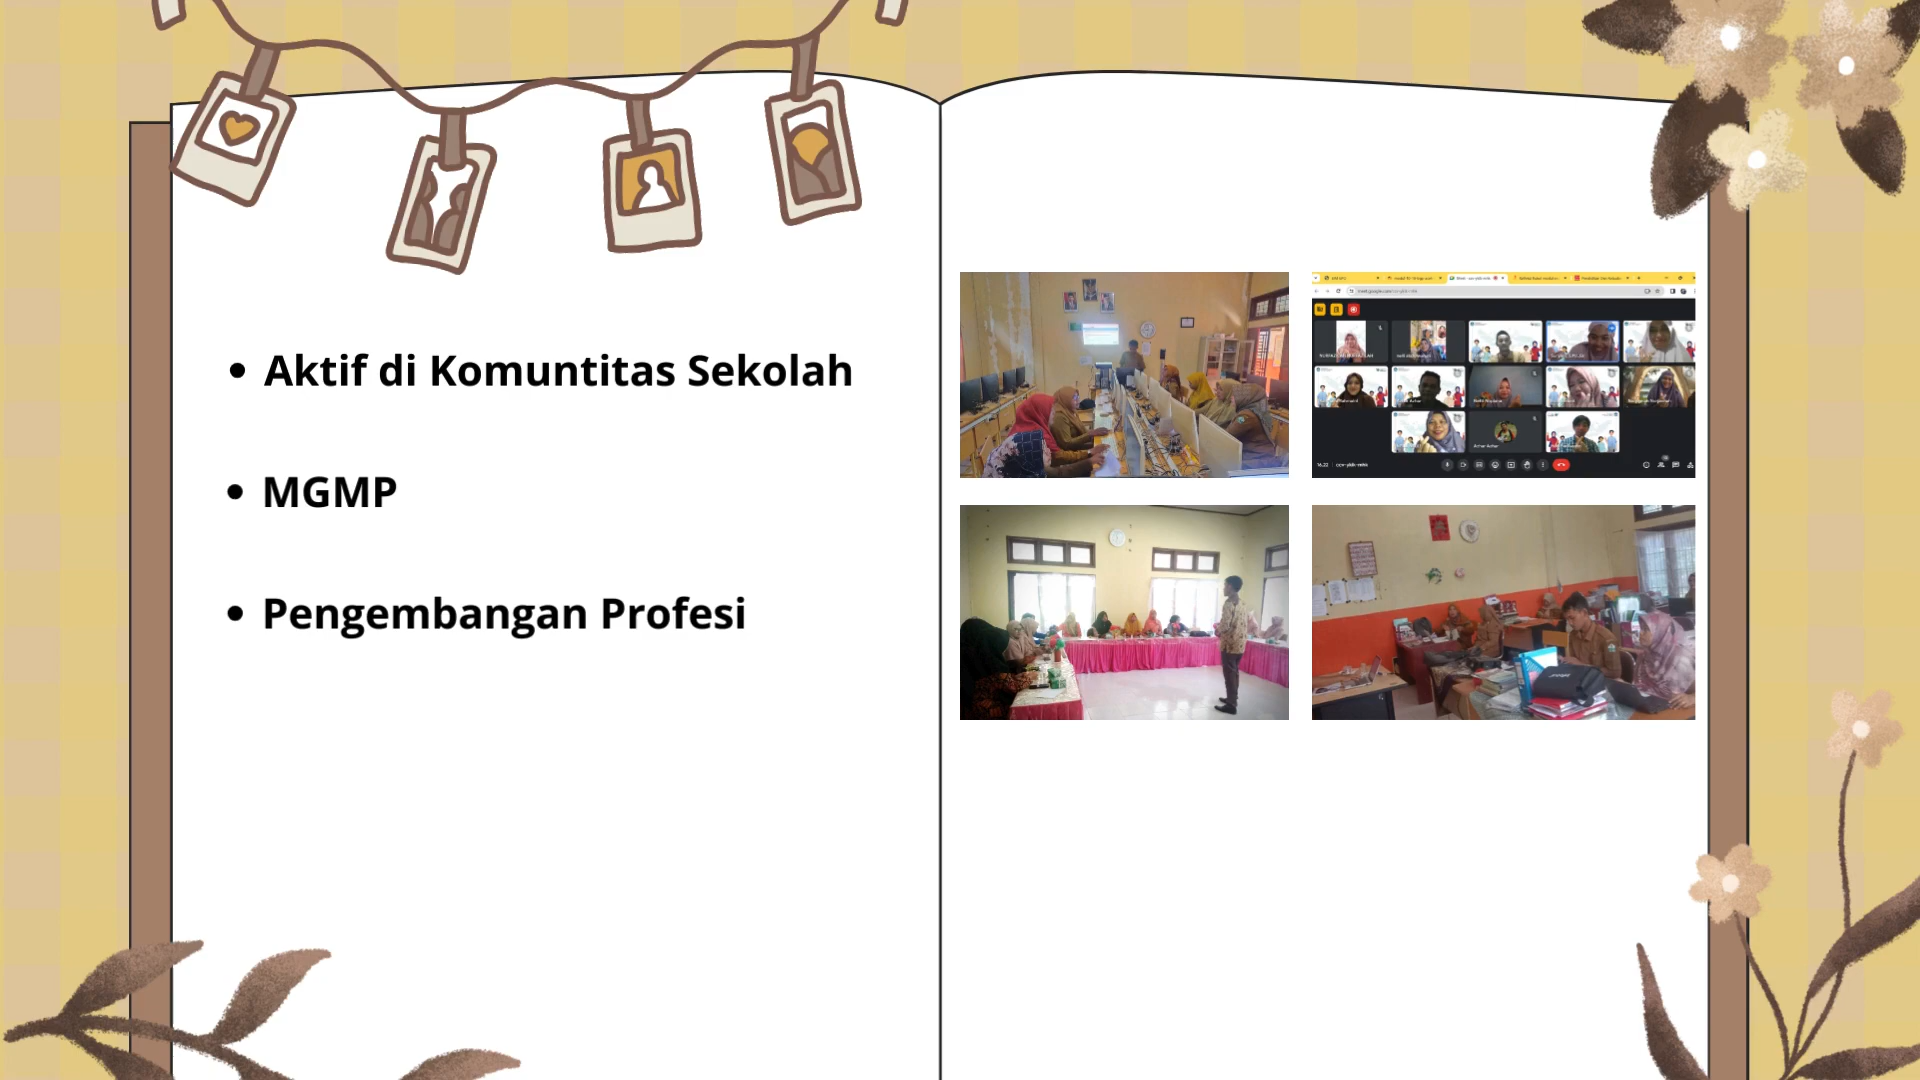 Aktif di Komuntitas Sekolah
MGMP
Pengembangan Profesi